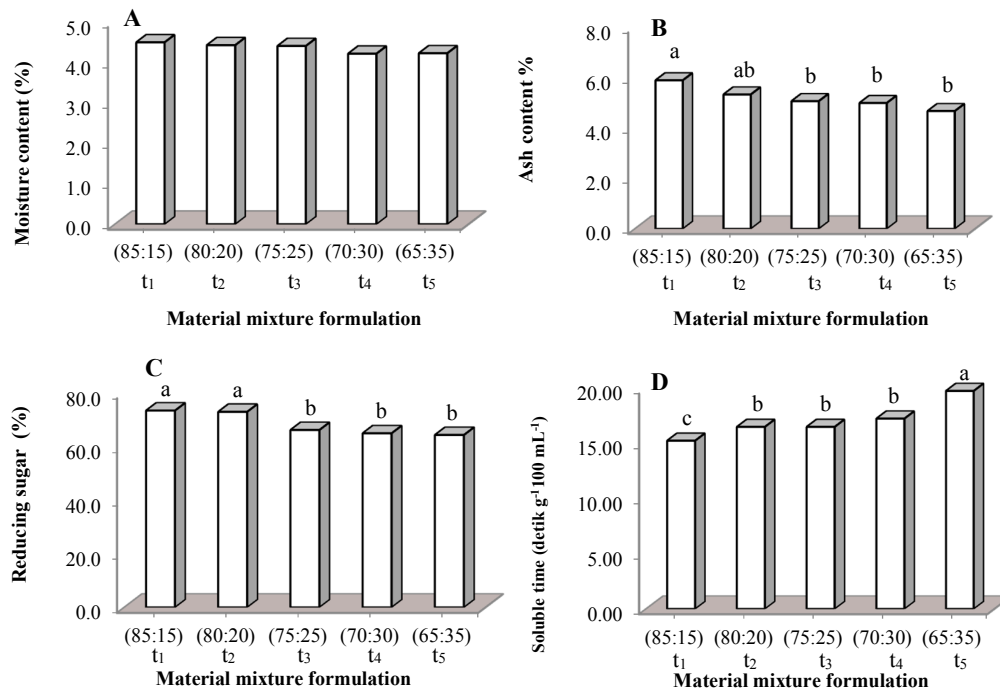 A
Moisture content (%)
5.0
4.0
3.0
2.0
1.0
0.0
(85:15) (80:20) (75:25) (70:30) (65:35)
t1 t2 t3 t4 t5
Material mixture formulation
B
Ash content %
8.0
6.0
4.0
2.0
0.0
a ab b b b
(85:15) (80:20) (75:25) (70:30) (65:35)
t1 t2 t3 t4 t5
Material mixture formulation
C
Reducing sugar (%)
80.0
60.0
40.0
20.0
0.0
a a b b b
(85:15) (80:20) (75:25) (70:30) (65:35)
t1 t2 t3 t4 t5
Material mixture formulation
D
Soluble time (detik g-1 100 mL-1)
20.00
15.00
10.00
5.00
0.00
c b b b a
(85:15) (80:20) (75:25) (70:30) (65:35)
t1 t2 t3 t4 t5
Material mixture formulation